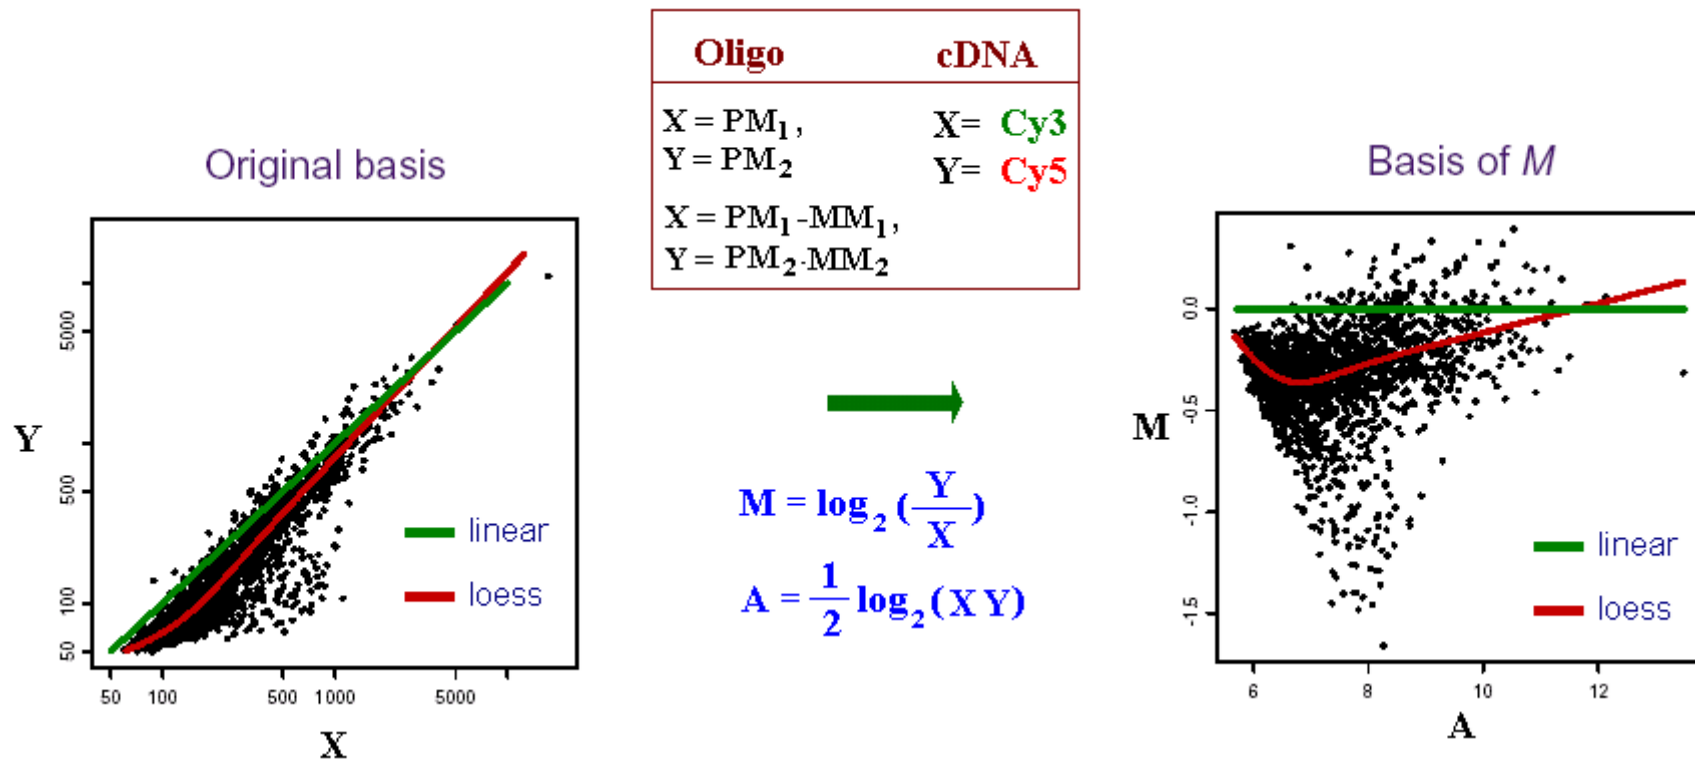 Oligo cDNA
X = PM1, X= Cy3
Y = PM2 Y= Cy5
X = PM1-MM1,
Y = PM2-MM2
Original basis
Y
5000
500
100
50
50 100 500 1000 5000
X
linear
loess
M = log2 (Y/X)
A = 1/2 log2 (X Y)
Basis of M
M
0.0
-0.5
-1.0
-1.5
6 8 10 12
A
linear
loess